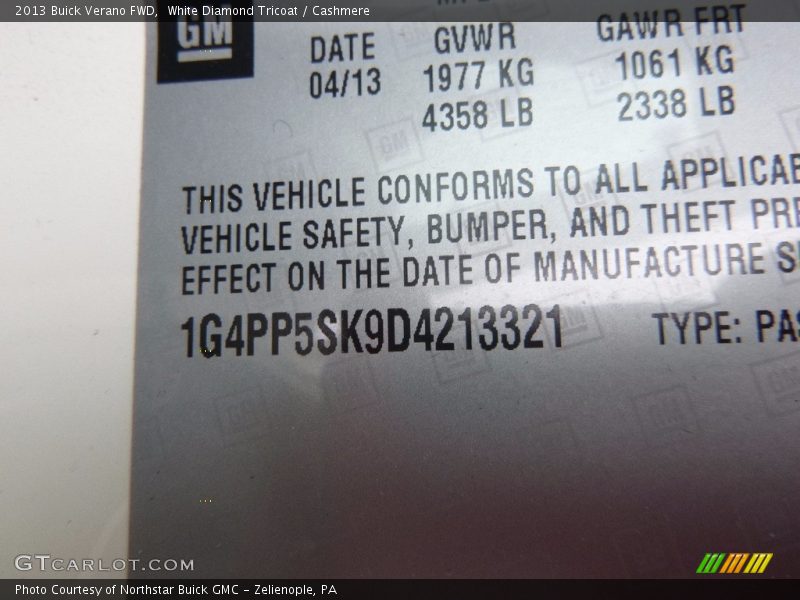 2013 Buick Verano FWD, White Diamond Tricoat / Cashmere
GM
DATE GVWR GAWR FRT
04/13 1977 KG 1061 KG
4358 LB 2338 LB
THIS VEHICLE CONFORMS TO ALL APPLICAB
VEHICLE SAFETY, BUMPER, AND THEFT PRE
EFFECT ON THE DATE OF MANUFACTURE S
1G4PP5SK9D4213321 TYPE: PAS
GTCARLOT.COM
Photo Courtesy of Northstar Buick GMC - Zelienople, PA